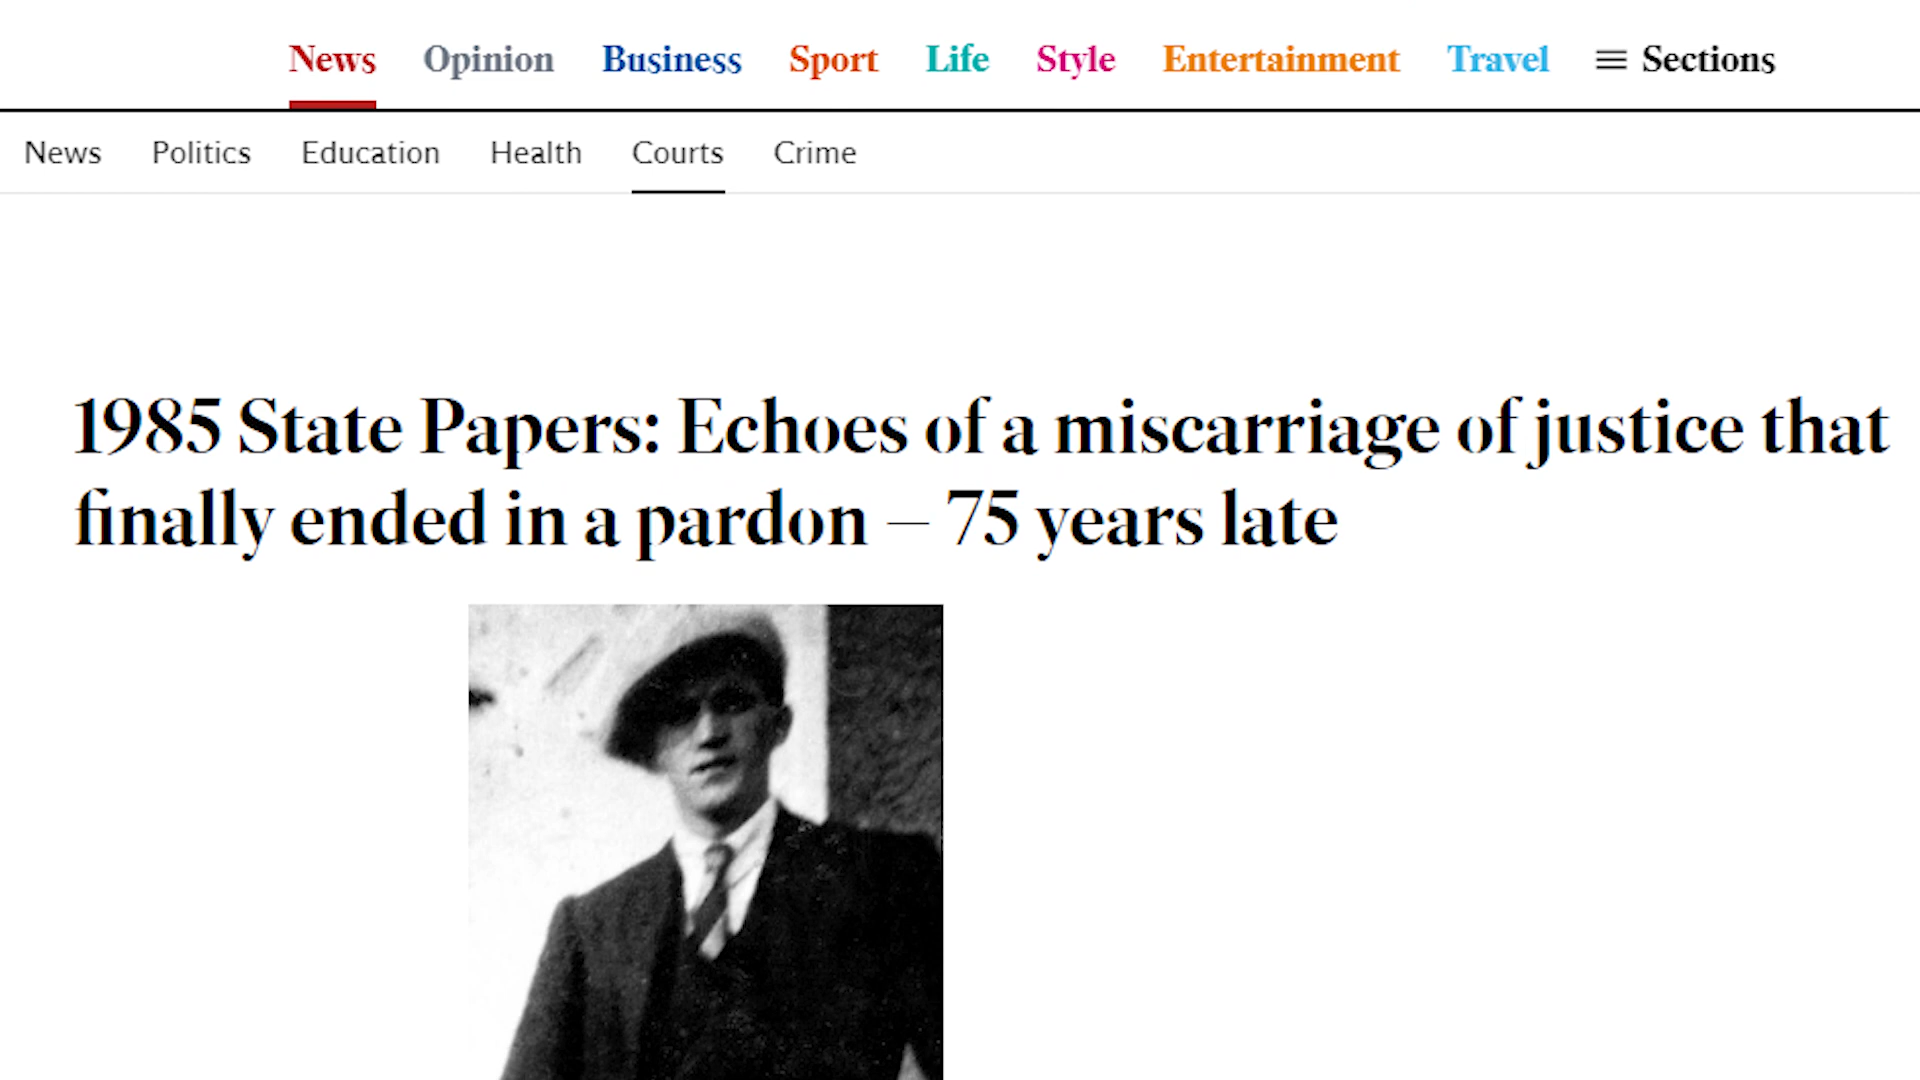 News Opinion Business Sport Life Style Entertainment Travel Sections
News Politics Education Health Courts Crime
1985 State Papers: Echoes of a miscarriage of justice that
finally ended in a pardon – 75 years late